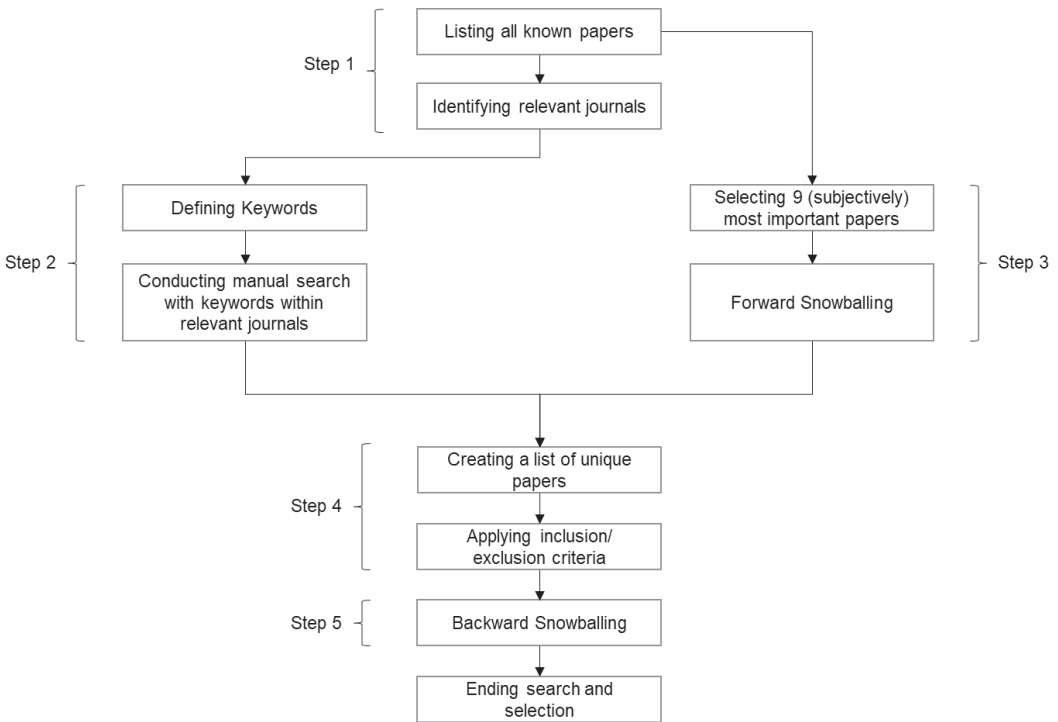 Listing all known papers
Step 1
Identifying relevant journals
Defining Keywords
Step 2
Conducting manual search
with keywords within
relevant journals
Selecting 9 (subjectively)
most important papers
Step 3
Forward Snowballing
Creating a list of unique
papers
Step 4
Applying inclusion/
exclusion criteria
Step 5
Backward Snowballing
Ending search and
selection